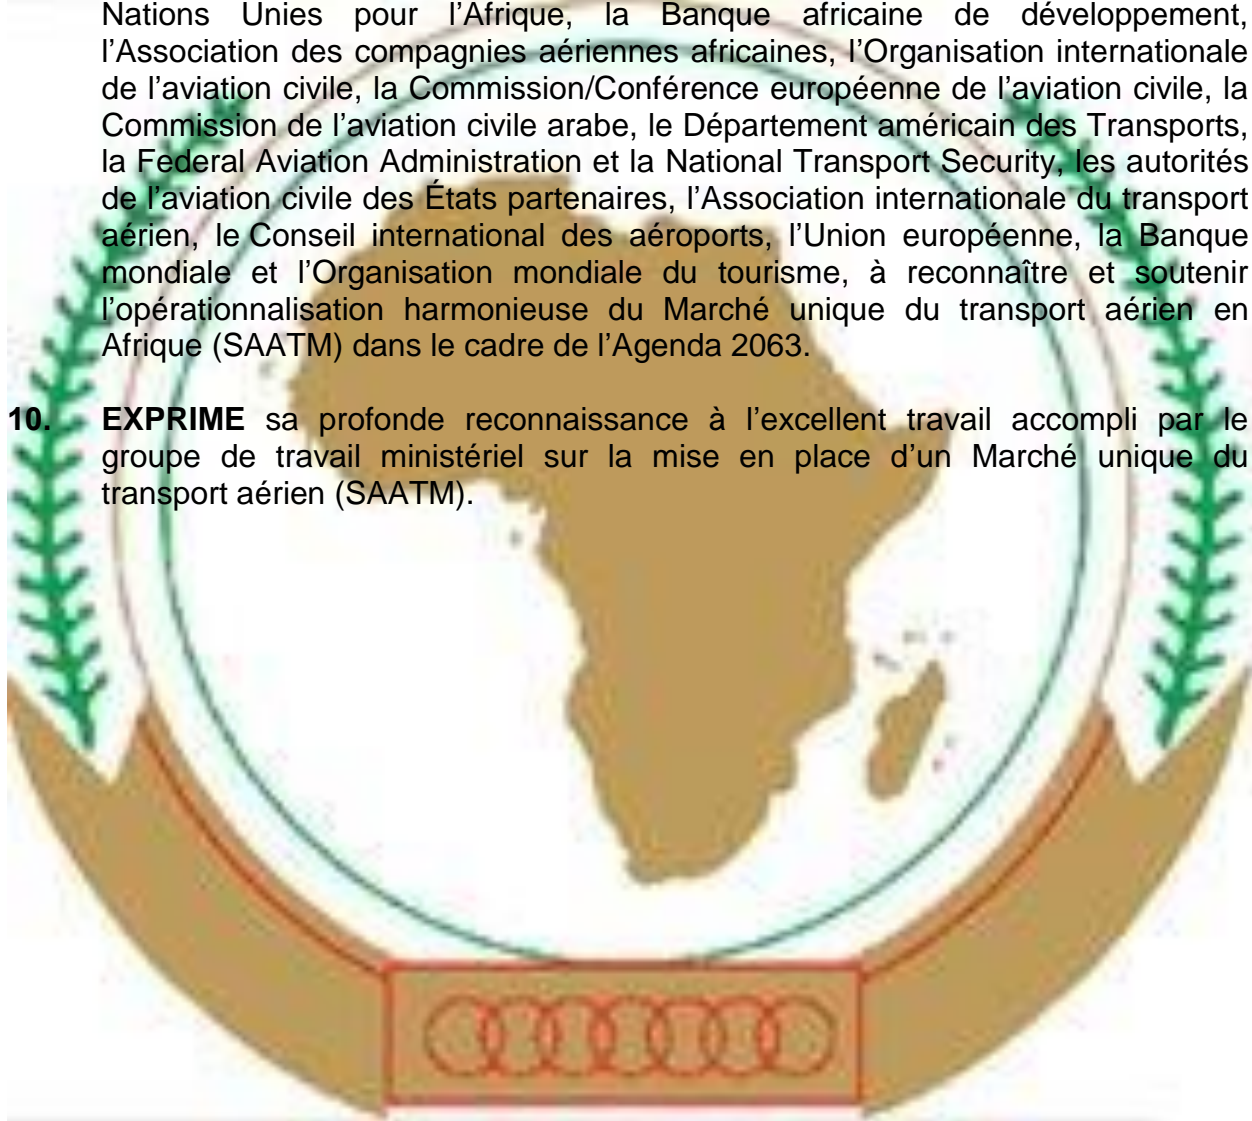 Nations Unies pour l’Afrique, la Banque africaine de développement,
l’Association des compagnies aériennes africaines, l’Organisation internationale
de l’aviation civile, la Commission/Conférence européenne de l’aviation civile, la
Commission de l’aviation civile arabe, le Département américain des Transports,
la Federal Aviation Administration et la National Transport Security, les autorités
de l’aviation civile des États partenaires, l’Association internationale du transport
aérien, le Conseil international des aéroports, l’Union européenne, la Banque
mondiale et l’Organisation mondiale du tourisme, à reconnaître et soutenir
l’opérationnalisation harmonieuse du Marché unique du transport aérien en
Afrique (SAATM) dans le cadre de l’Agenda 2063.
10. EXPRIME sa profonde reconnaissance à l’excellent travail accompli par le
groupe de travail ministériel sur la mise en place d’un Marché unique du
transport aérien (SAATM).